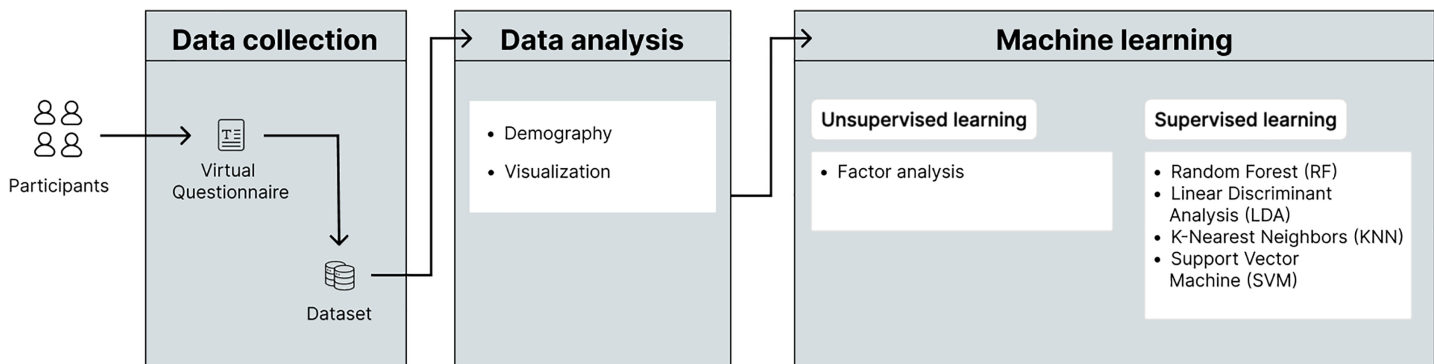 Participants
Data collection
Virtual
Questionnaire
Dataset
Data analysis
• Demography
• Visualization
Machine learning
Unsupervised learning
• Factor analysis
Supervised learning
• Random Forest (RF)
• Linear Discriminant
Analysis (LDA)
• K-Nearest Neighbors (KNN)
• Support Vector
Machine (SVM)